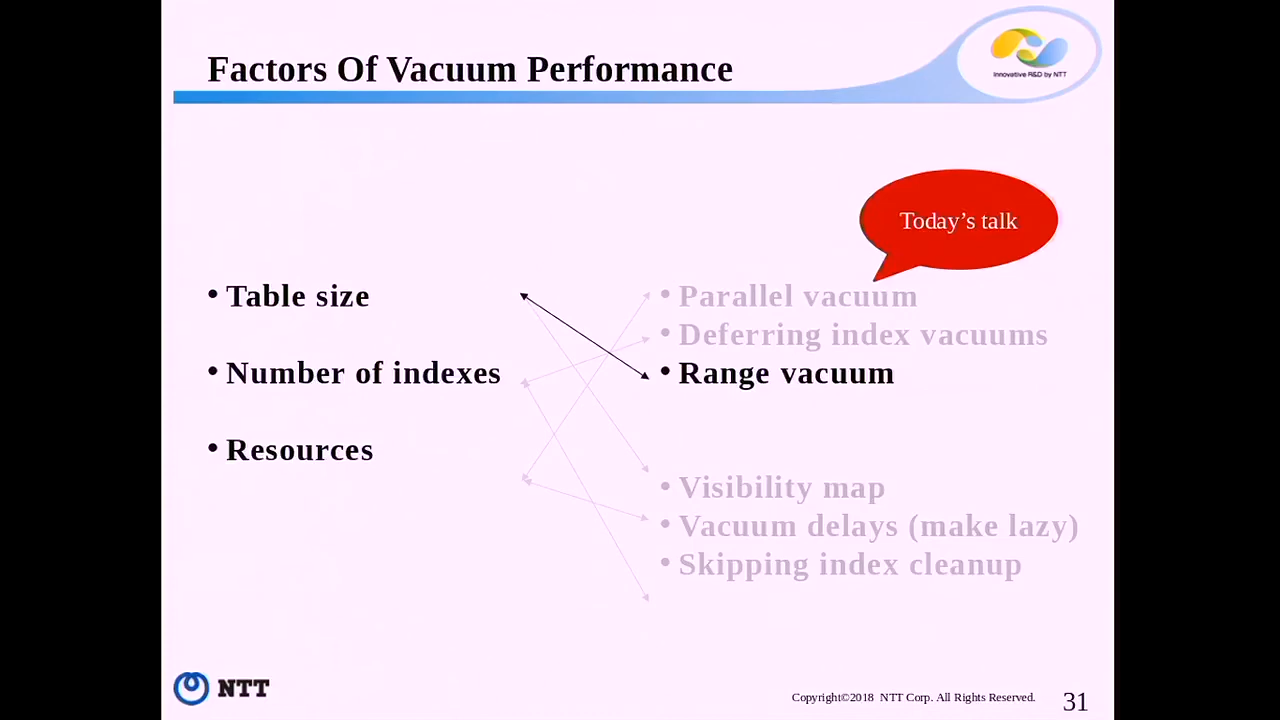 Factors Of Vacuum Performance
Innovative R&D by NTT
Today’s talk
• Table size
• Number of indexes
• Resources
• Parallel vacuum
• Deferring index vacuums
• Range vacuum
• Visibility map
• Vacuum delays (make lazy)
• Skipping index cleanup
NTT
Copyright©2018 NTT Corp. All Rights Reserved.
31